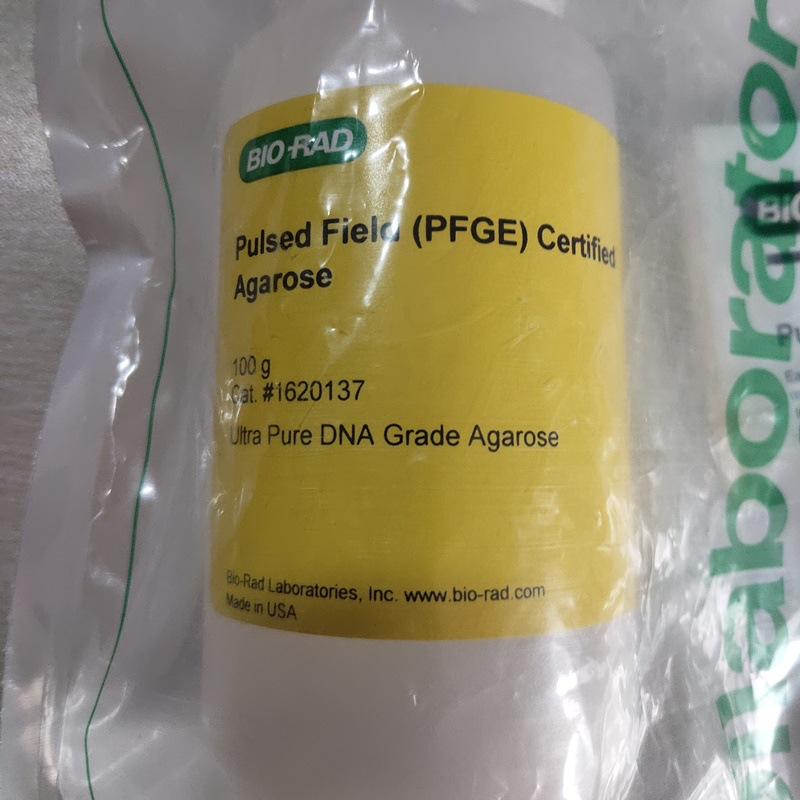 BIO-RAD
Pulsed Field (PFGE) Certified
Agarose
100 g
Cat. #1620137
Ultra Pure DNA Grade Agarose
Bio-Rad Laboratories, Inc. www.bio-rad.com
Made in USA